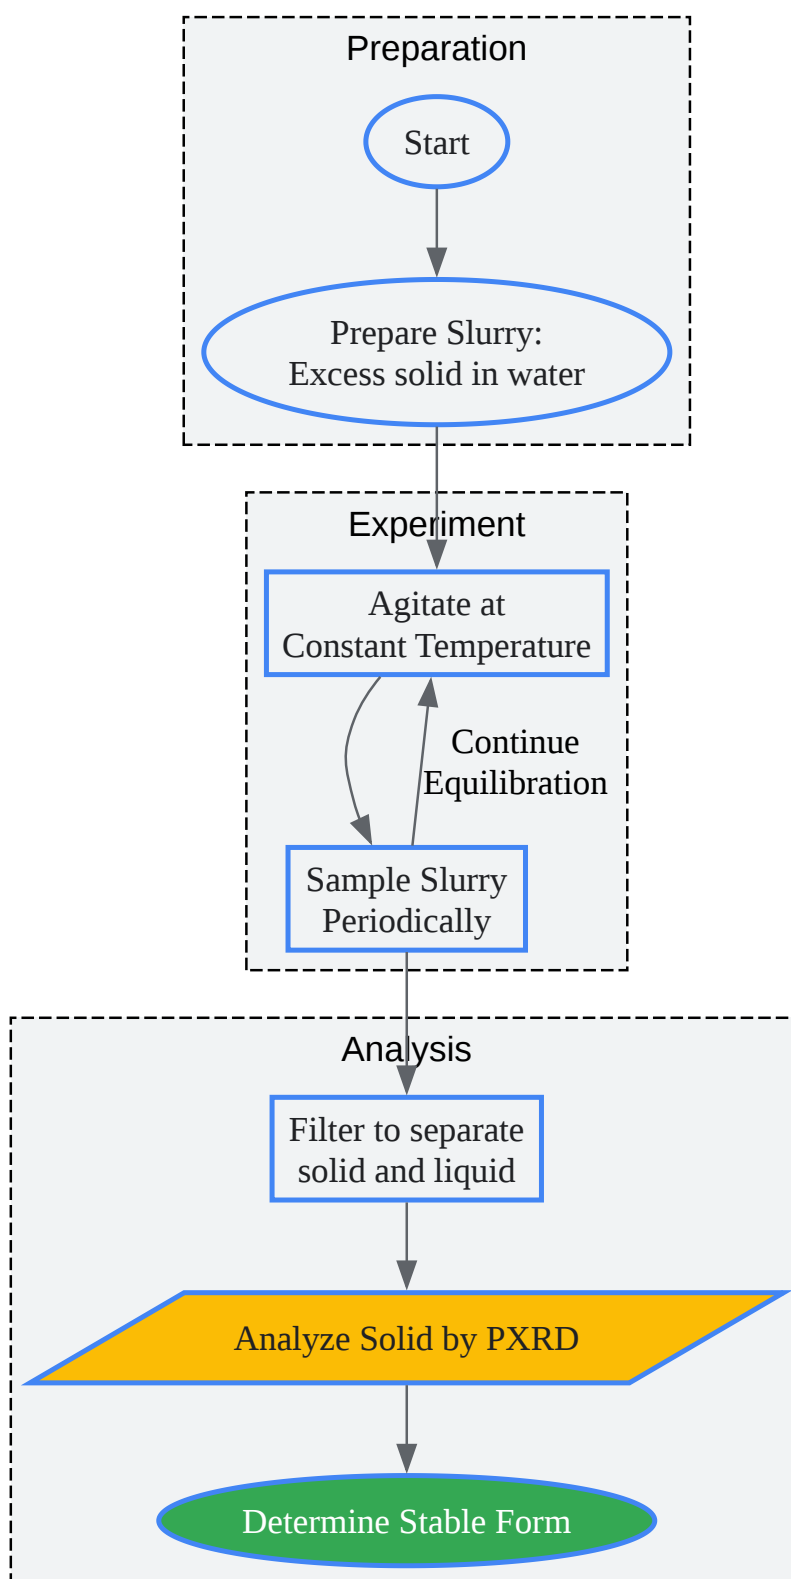 Preparation
Start
Prepare Slurry:
Excess solid in water
Experiment
Agitate at
Constant Temperature
Continue
Equilibration
Sample Slurry
Periodically
Analysis
Filter to separate
solid and liquid
Analyze Solid by PXRD
Determine Stable Form